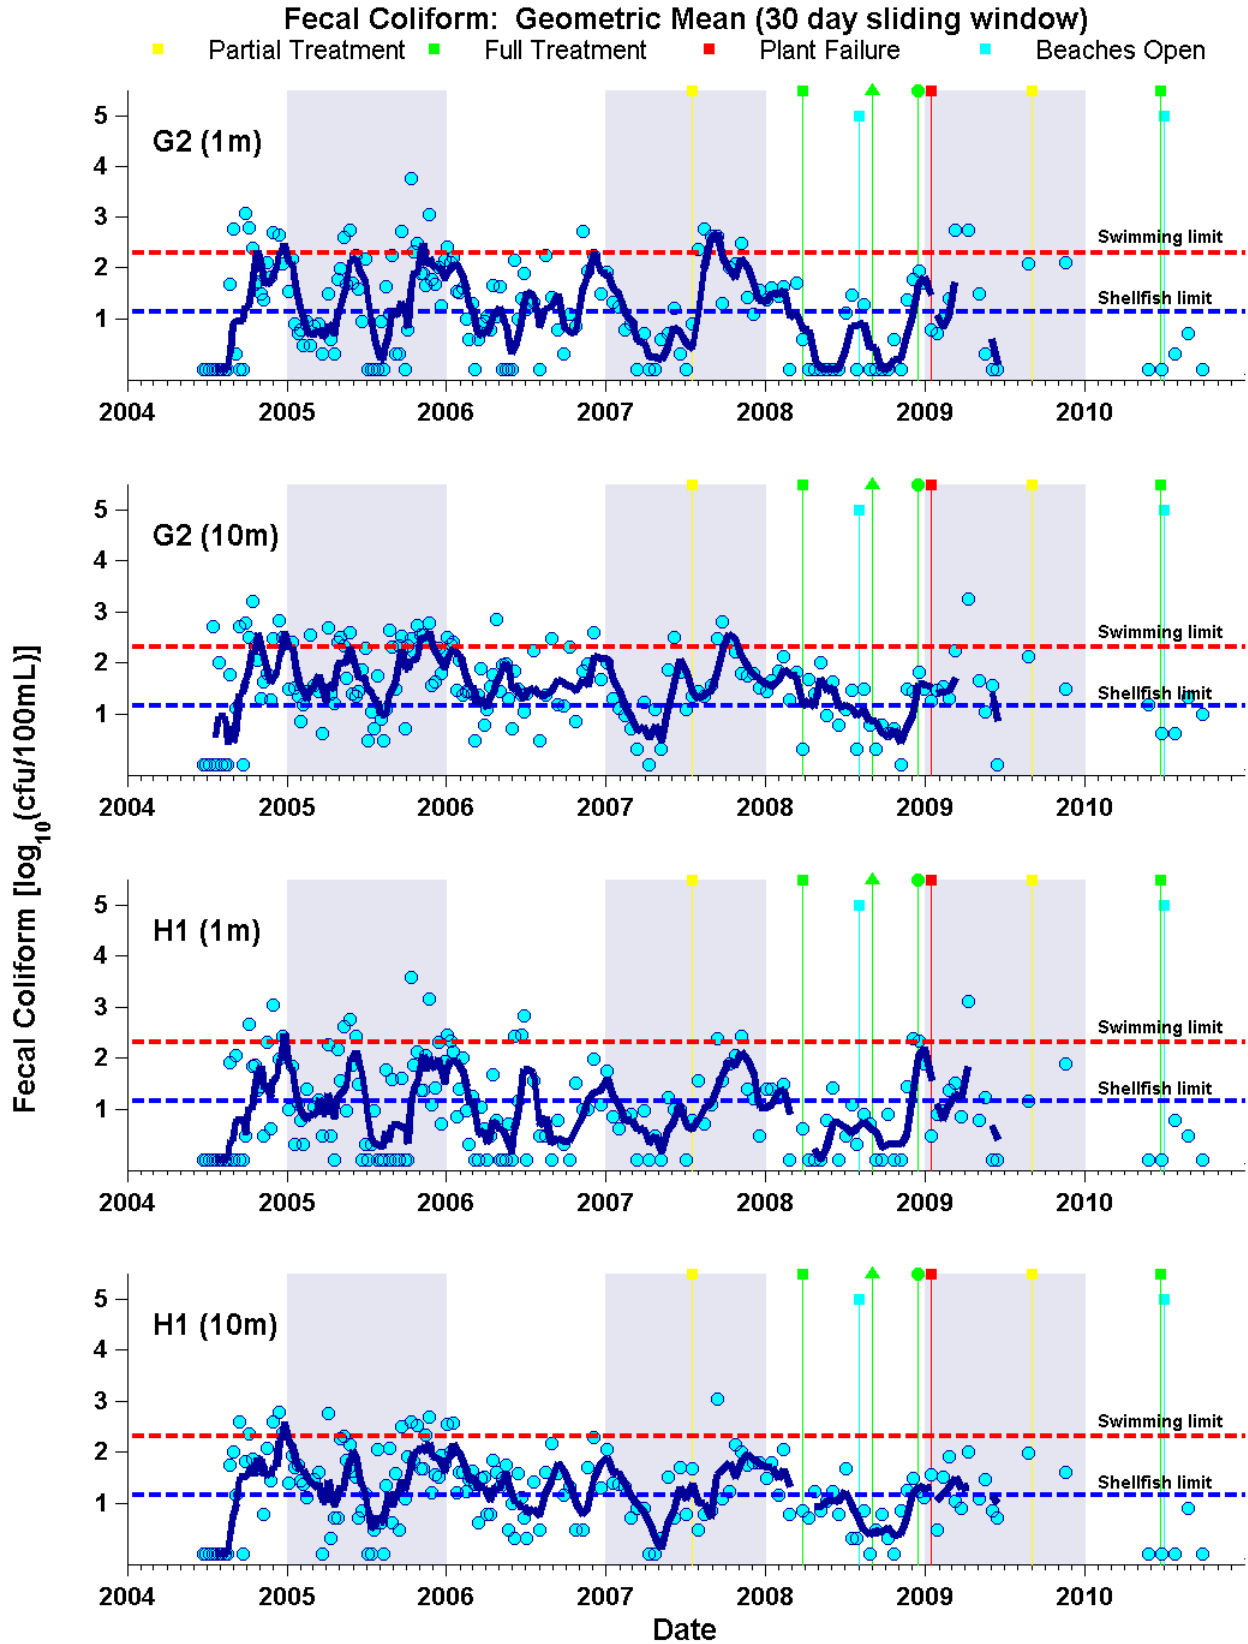 Fecal Coliform: Geometric Mean (30 day sliding window)
Partial Treatment Full Treatment Plant Failure Beaches Open
5
G2 (1m)
4
3
Swimming limit
2
Shellfish limit
1
2004 2005 2006 2007 2008 2009 2010
5
G2 (10m)
4
3
Swimming limit
2
Shellfish limit
1
2004 2005 2006 2007 2008 2009 2010
Fecal Coliform [log10(cfu/100mL)]
5
H1 (1m)
4
3
Swimming limit
2
Shellfish limit
1
2004 2005 2006 2007 2008 2009 2010
5
H1 (10m)
4
3
Swimming limit
2
Shellfish limit
1
2004 2005 2006 2007 2008 2009 2010
Date